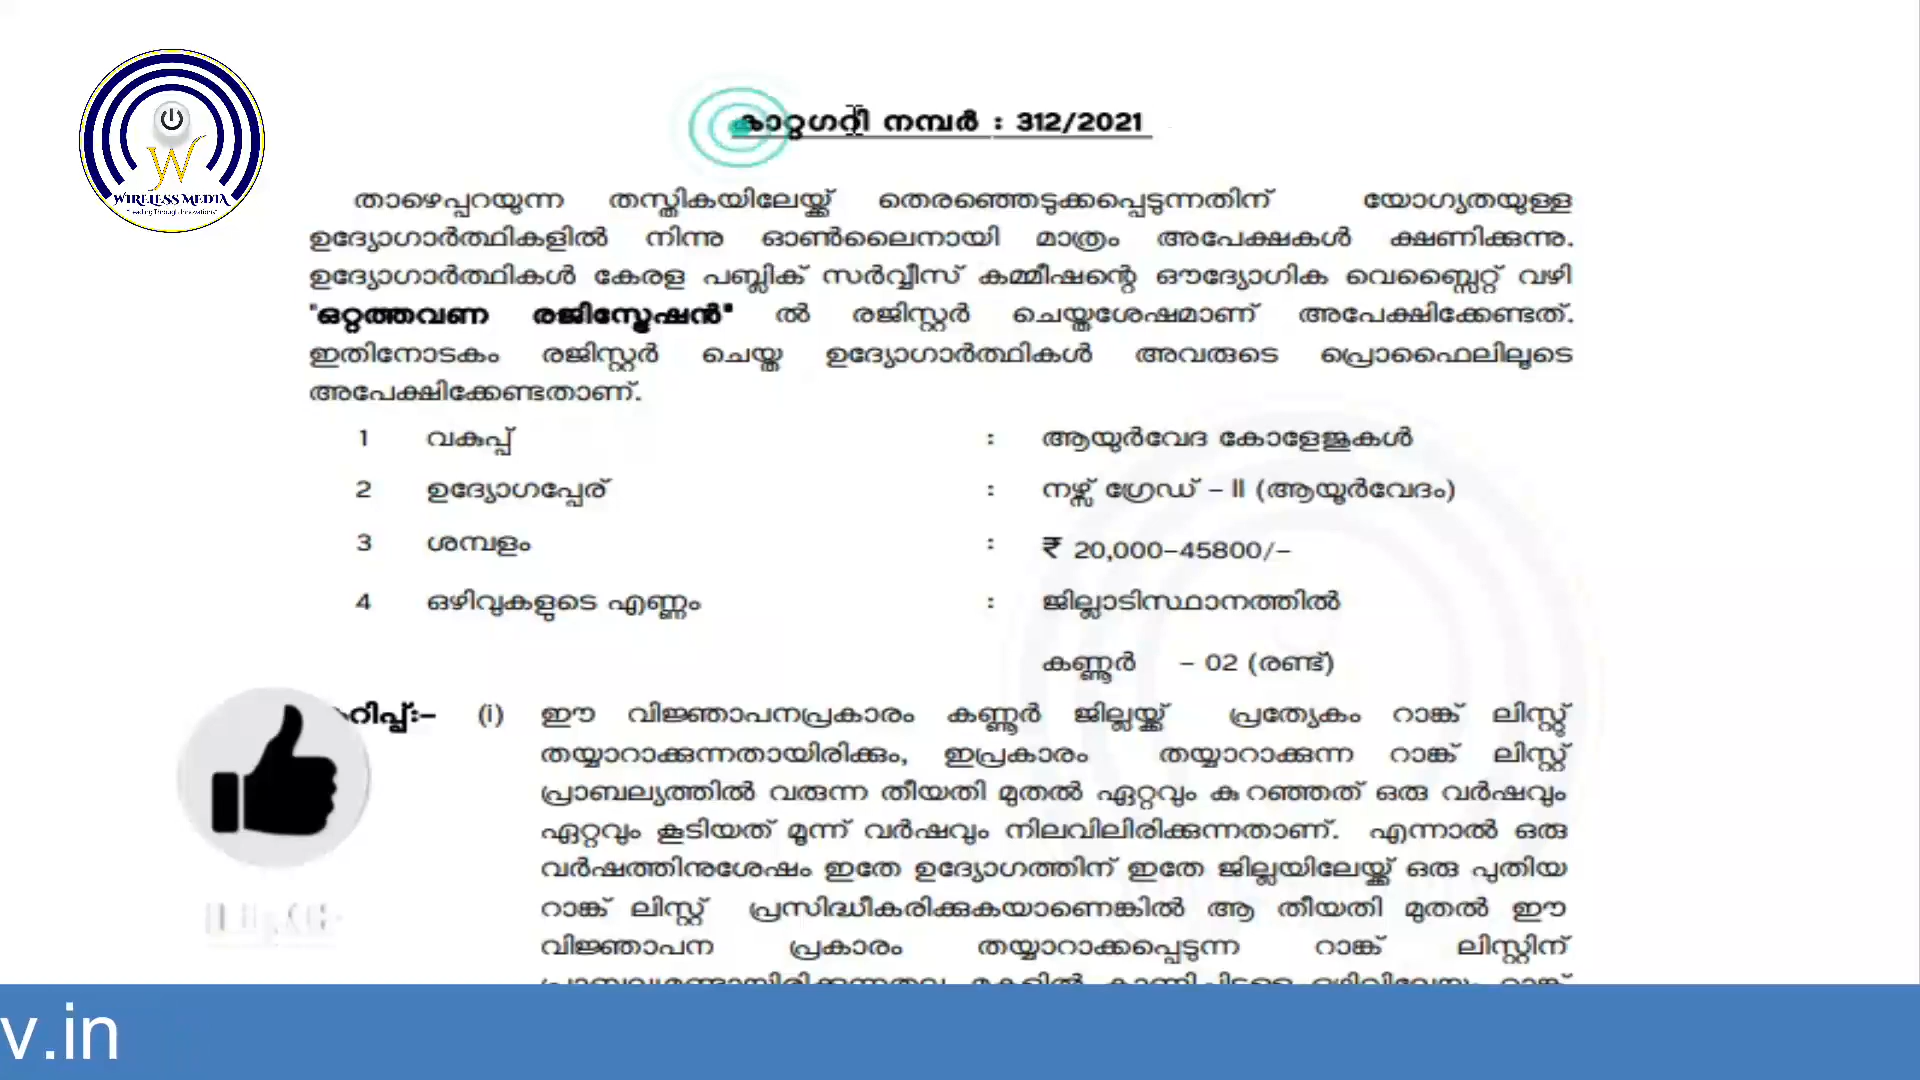 കാറ്റഗറി നമ്പർ : 312/2021
WIRELESS MEDIA
"Leading Through Innovations"
താഴെപ്പറയുന്ന തസ്തികയിലേയ്ക്ക് തെരഞ്ഞെടുക്കപ്പെടുന്നതിന് യോഗ്യതയുള്ള
ഉദ്യോഗാർത്ഥികളിൽ നിന്നു ഓൺലൈനായി മാത്രം അപേക്ഷകൾ ക്ഷണിക്കുന്നു.
ഉദ്യോഗാർത്ഥികൾ കേരള പബ്ലിക് സർവ്വീസ് കമ്മീഷന്റെ ഔദ്യോഗിക വെബ്സൈറ്റ് വഴി
"ഒറ്റത്തവണ രജിസ്ട്രേഷൻ" ൽ രജിസ്റ്റർ ചെയ്തശേഷമാണ് അപേക്ഷിക്കേണ്ടത്.
ഇതിനോടകം രജിസ്റ്റർ ചെയ്ത ഉദ്യോഗാർത്ഥികൾ അവരുടെ പ്രൊഫൈലിലൂടെ
അപേക്ഷിക്കേണ്ടതാണ്.
1 വകുപ്പ് : ആയുർവേദ കോളേജുകൾ
2 ഉദ്യോഗപ്പേര് : നഴ്സ് ഗ്രേഡ് – II (ആയൂർവേദം)
3 ശമ്പളം : ₹ 20,000–45800/–
4 ഒഴിവുകളുടെ എണ്ണം : ജില്ലാടിസ്ഥാനത്തിൽ
കണ്ണൂർ – 02 (രണ്ട്)
റിപ്പ്:– (i) ഈ വിജ്ഞാപനപ്രകാരം കണ്ണൂർ ജില്ലയ്ക്ക് പ്രത്യേകം റാങ്ക് ലിസ്റ്റ്
തയ്യാറാക്കുന്നതായിരിക്കും, ഇപ്രകാരം തയ്യാറാക്കുന്ന റാങ്ക് ലിസ്റ്റ്
പ്രാബല്യത്തിൽ വരുന്ന തീയതി മുതൽ ഏറ്റവും കുറഞ്ഞത് ഒരു വർഷവും
ഏറ്റവും കൂടിയത് മൂന്ന് വർഷവും നിലവിലിരിക്കുന്നതാണ്. എന്നാൽ ഒരു
വർഷത്തിനുശേഷം ഇതേ ഉദ്യോഗത്തിന് ഇതേ ജില്ലയിലേയ്ക്ക് ഒരു പുതിയ
റാങ്ക് ലിസ്റ്റ് പ്രസിദ്ധീകരിക്കുകയാണെങ്കിൽ ആ തീയതി മുതൽ ഈ
വിജ്ഞാപന പ്രകാരം തയ്യാറാക്കപ്പെടുന്ന റാങ്ക് ലിസ്റ്റിന്
v.in